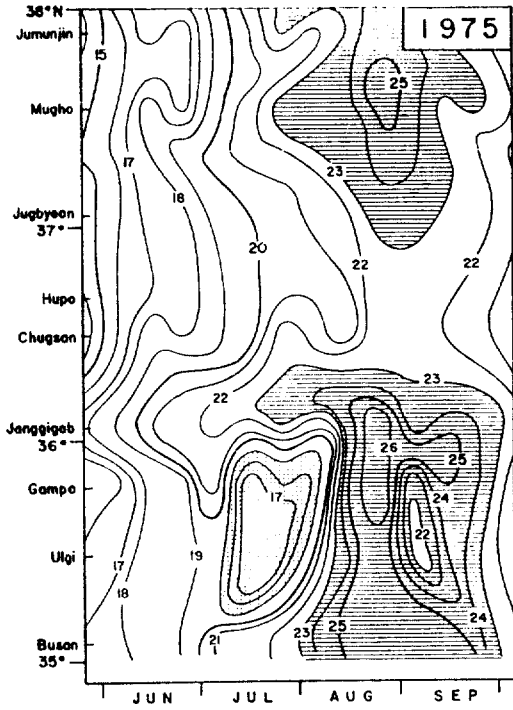 38°N
1975
Jumunjin
15
25
Mugho
17
23
18
Jugbyeon
37°
20
22
22
Hupo
Chugsan
23
22
Janggigab
36°
26
25
Gampo
17
24
22
Ulgi
19
17
18
24
21
23
25
Busan
35°
JUN JUL AUG SEP